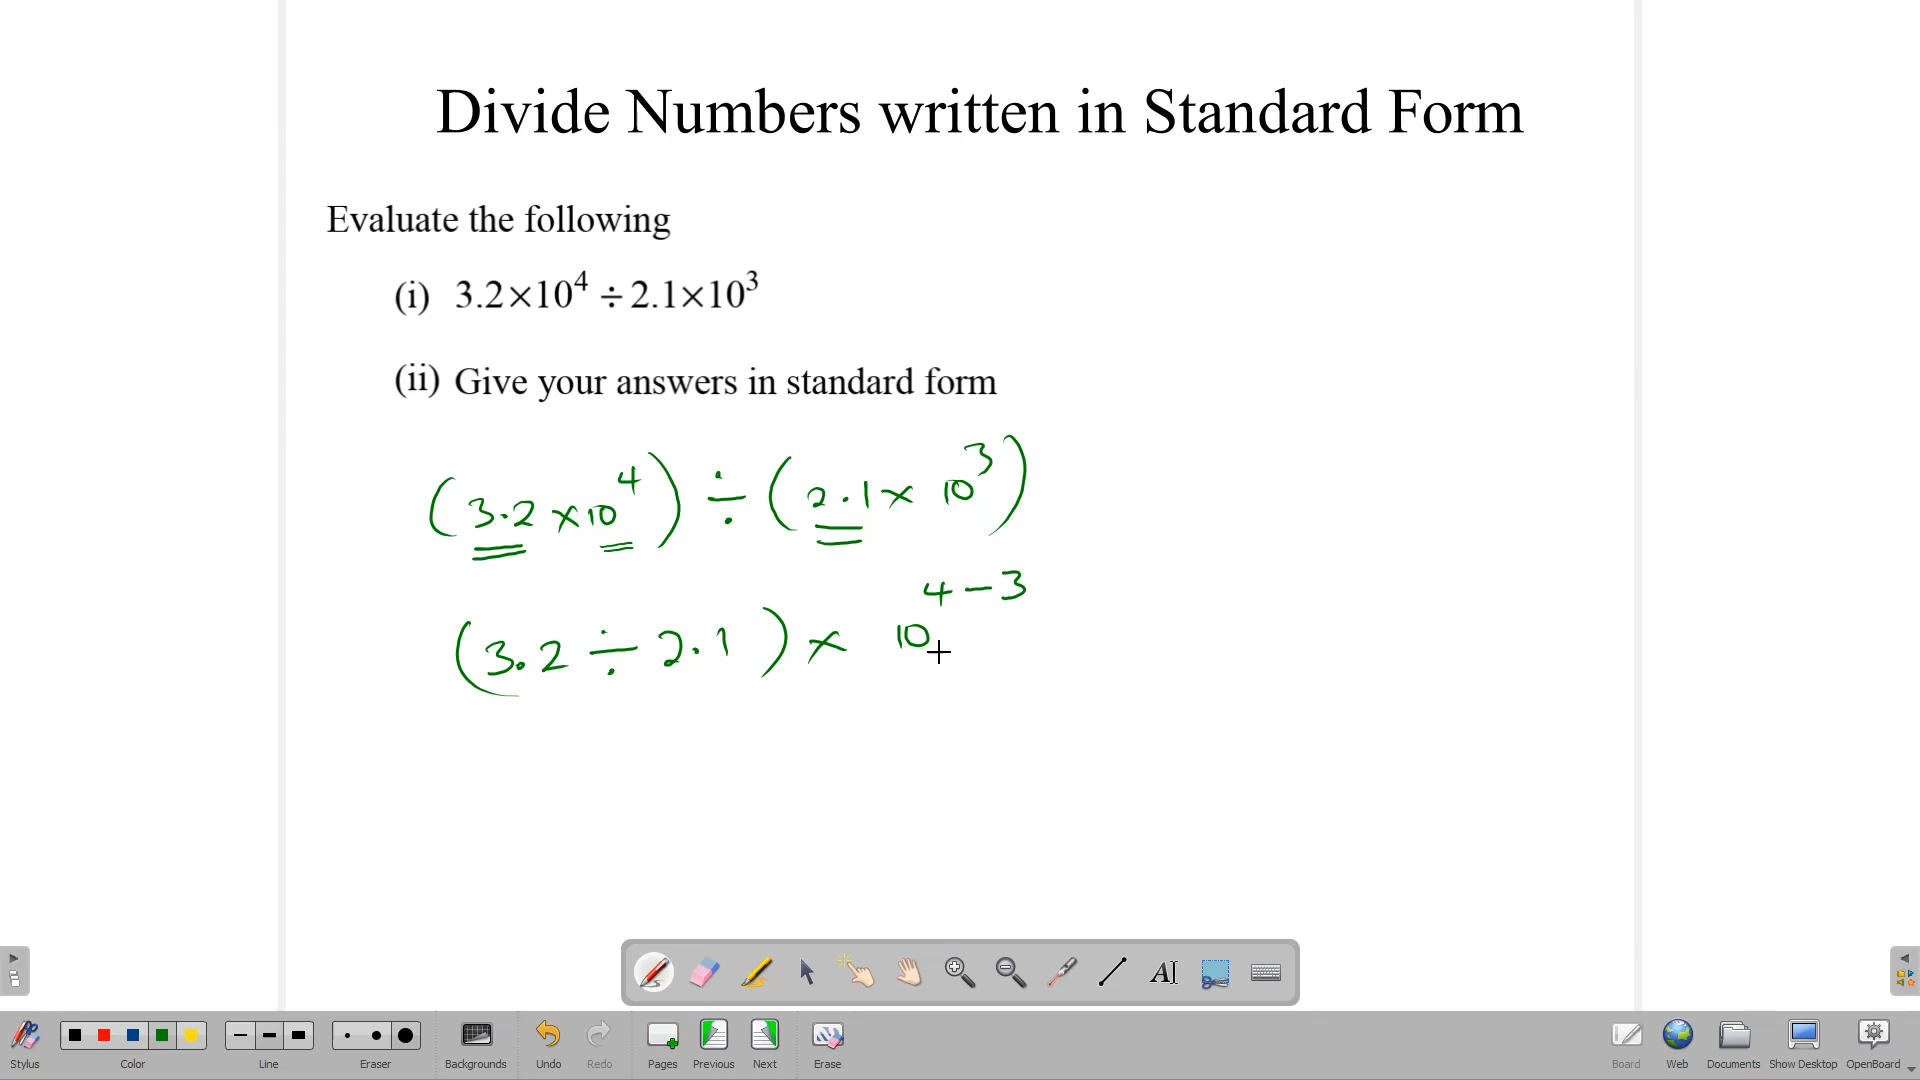 Divide Numbers written in Standard Form
Evaluate the following
(i) 3.2×10⁴ ÷ 2.1×10³
(ii) Give your answers in standard form
(3.2 × 10⁴) ÷ (2.1 × 10³)
(3.2 ÷ 2.1) × 10⁴⁻³
Stylus Color Line Eraser Backgrounds Undo Redo Pages Previous Next Erase Board Web Documents Show Desktop OpenBoard